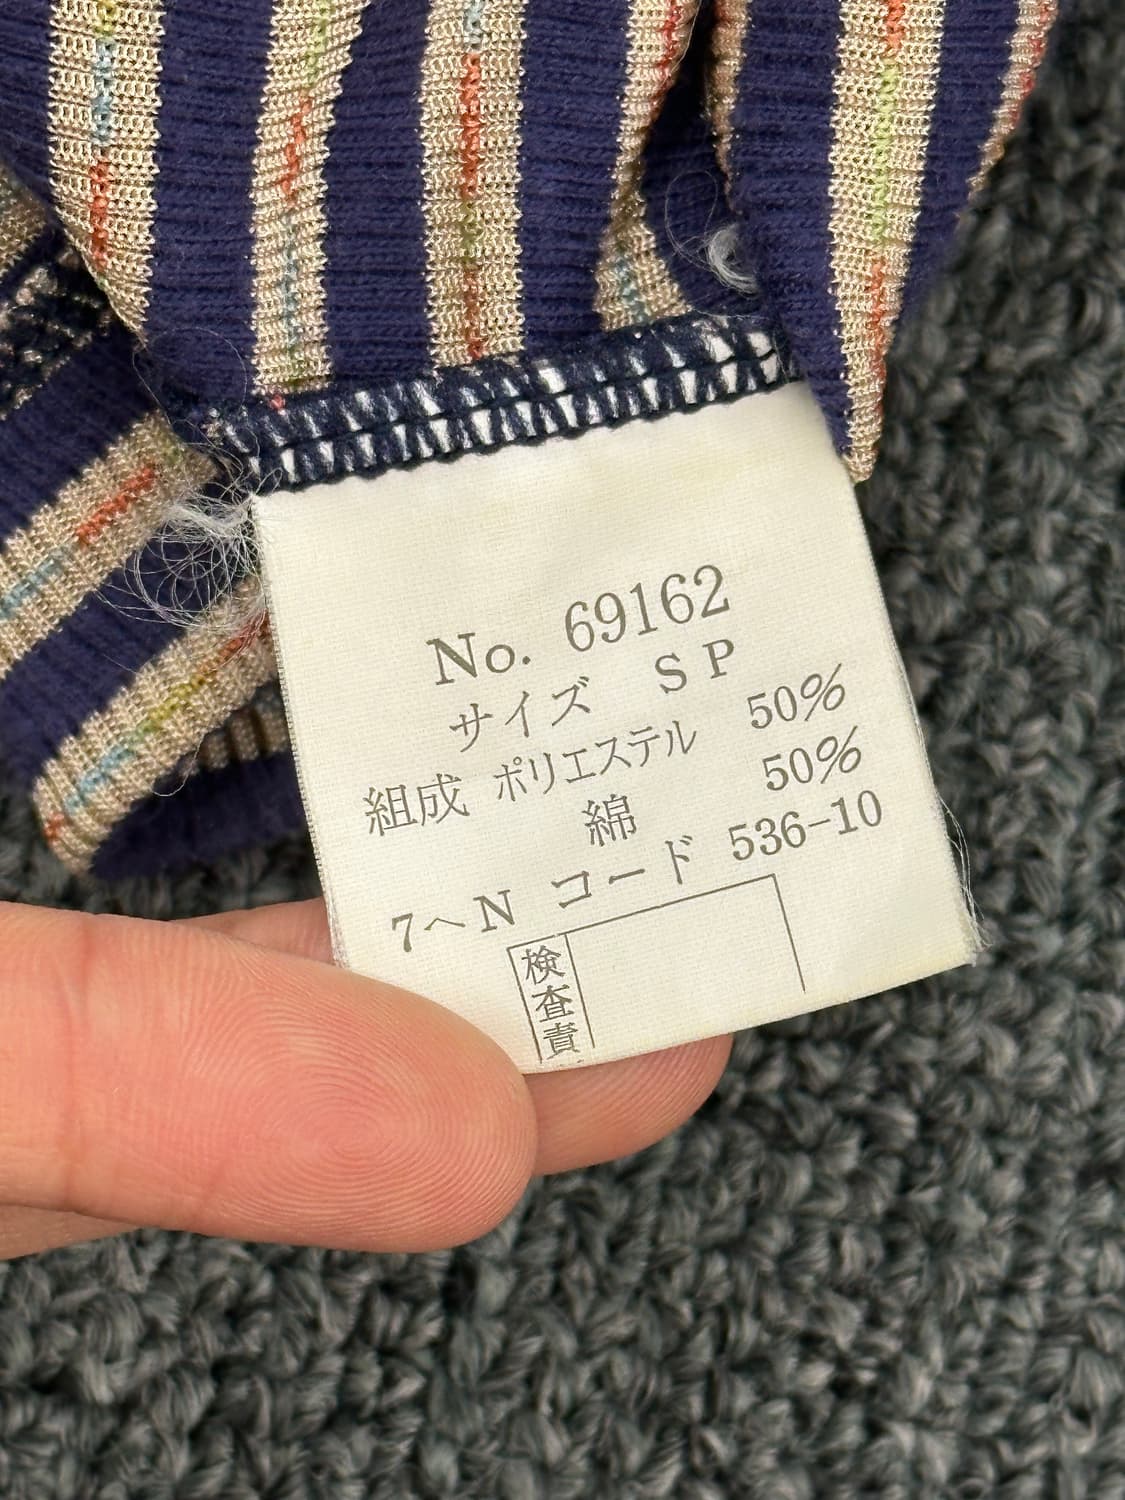 No. 69162
サイズ SP
組成 ポリエステル 50%
綿 50%
7へN コード 536-10
検査責